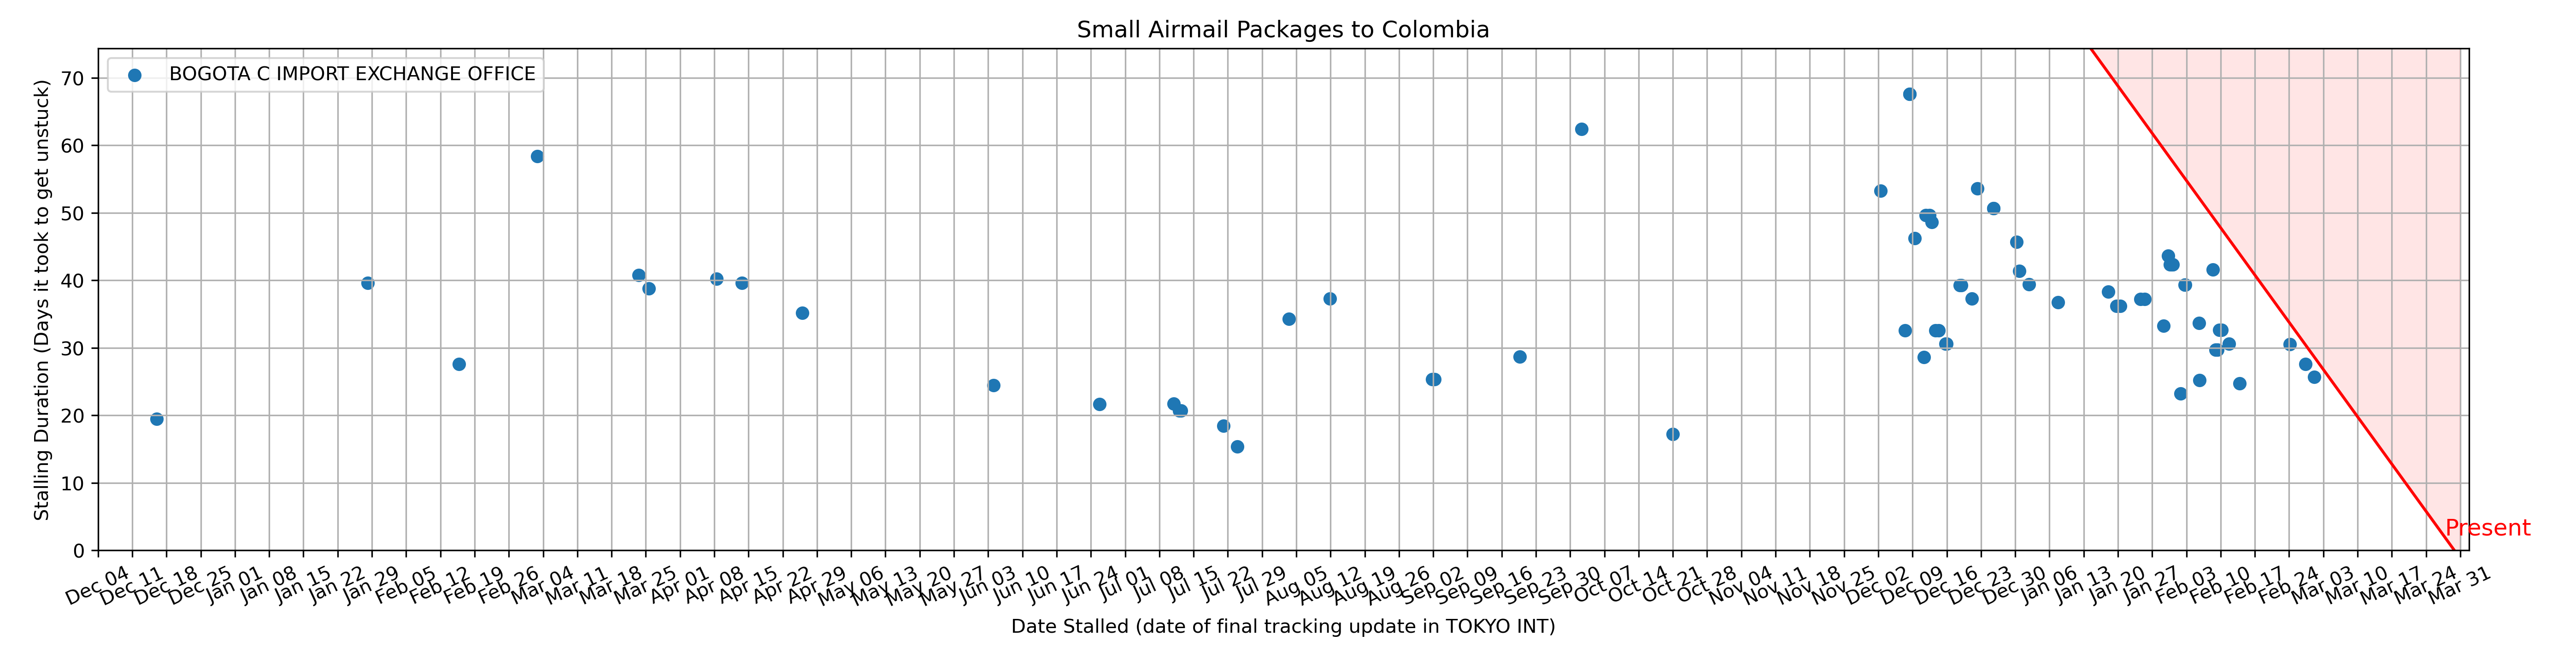 Small Airmail Packages to Colombia
BOGOTA C IMPORT EXCHANGE OFFICE
Stalling Duration (Days it took to get unstuck)
70
60
50
40
30
20
10
0
Present
Dec 04
Dec 11
Dec 18
Dec 25
Jan 01
Jan 08
Jan 15
Jan 22
Jan 29
Feb 05
Feb 12
Feb 19
Feb 26
Mar 04
Mar 11
Mar 18
Mar 25
Apr 01
Apr 08
Apr 15
Apr 22
Apr 29
May 06
May 13
May 20
May 27
Jun 03
Jun 10
Jun 17
Jun 24
Jul 01
Jul 08
Jul 15
Jul 22
Jul 29
Aug 05
Aug 12
Aug 19
Aug 26
Sep 02
Sep 09
Sep 16
Sep 23
Sep 30
Oct 07
Oct 14
Oct 21
Oct 28
Nov 04
Nov 11
Nov 18
Nov 25
Dec 02
Dec 09
Dec 16
Dec 23
Dec 30
Jan 06
Jan 13
Jan 20
Jan 27
Feb 03
Feb 10
Feb 17
Feb 24
Mar 03
Mar 10
Mar 17
Mar 24
Mar 31
Date Stalled (date of final tracking update in TOKYO INT)